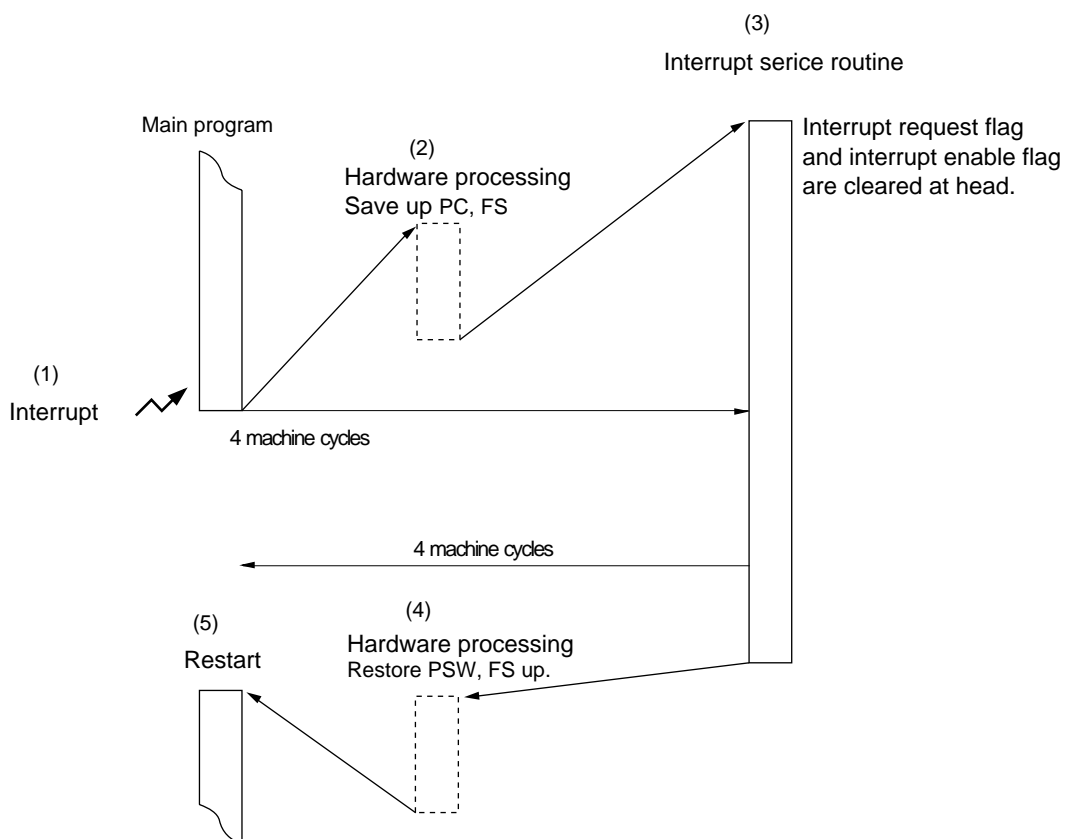 (3)
Interrupt serice routine
Main program
Interrupt request flag
and interrupt enable flag
are cleared at head.
(2)
Hardware processing
Save up PC, FS
(1)
Interrupt
4 machine cycles
4 machine cycles
(4)
Hardware processing
Restore PSW, FS up.
(5)
Restart